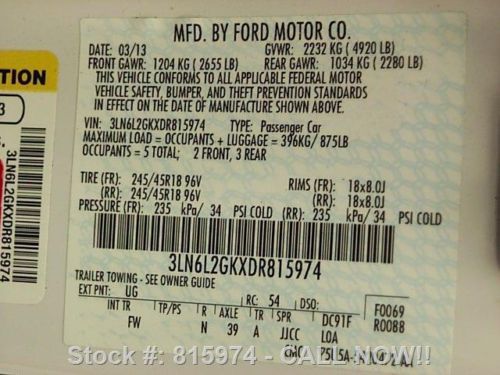 MFD. BY FORD MOTOR CO.
DATE: 03/13 GVWR: 2232 KG ( 4920 LB)
FRONT GAWR: 1204 KG ( 2655 LB) REAR GAWR: 1034 KG ( 2280 LB)
THIS VEHICLE CONFORMS TO ALL APPLICABLE FEDERAL MOTOR
VEHICLE SAFETY, BUMPER, AND THEFT PREVENTION STANDARDS
IN EFFECT ON THE DATE OF MANUFACTURE SHOWN ABOVE.
VIN: 3LN6L2GKXDR815974 TYPE: Passenger Car
MAXIMUM LOAD = OCCUPANTS + LUGGAGE = 396KG/ 875LB
OCCUPANTS = 5 TOTAL; 2 FRONT, 3 REAR
TIRE (FR): 245/45R18 96V RIMS (FR): 18x8.0J
(RR): 245/45R18 96V (RR): 18x8.0J
PRESSURE (FR): 235 kPa/ 34 PSI COLD (RR): 235 kPa/ 34 PSI COLD
3LN6L2GKXDR815974
TRAILER TOWING - SEE OWNER GUIDE
EXT PNT: UG RC: 54 DSO: F0069
INT TR TP/PS R AXLE TR SPR DC91F R0088
FW N 39 A JJCC LOA
TION
3
3LN6L2GKXDR815974
Stock #: 815974 - CALL NOW!!